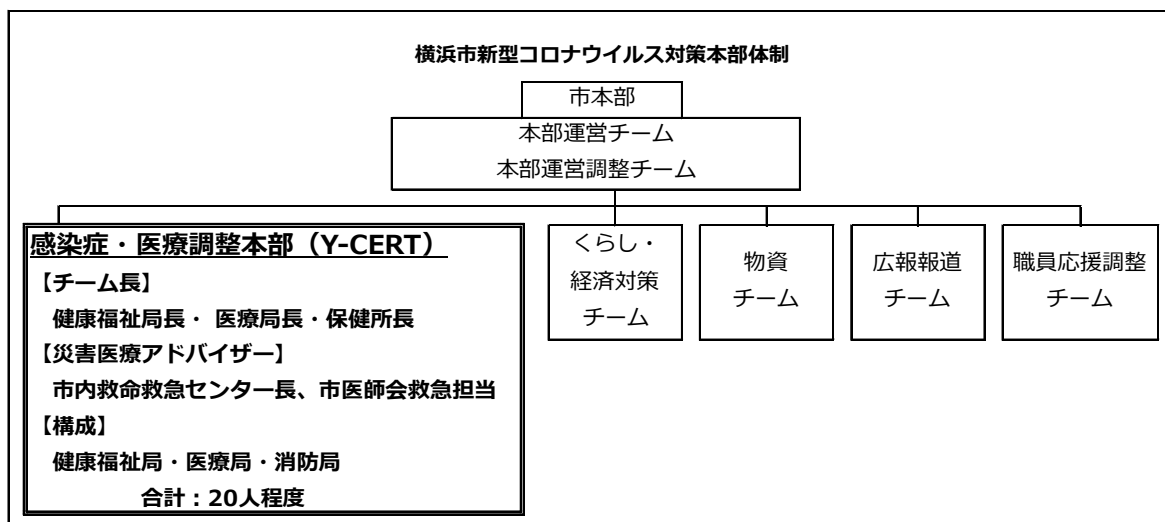 横浜市新型コロナウイルス対策本部体制
市本部
本部運営チーム
本部運営調整チーム
感染症・医療調整本部（Y-CERT）
【チーム長】
健康福祉局長・ 医療局長・保健所長
【災害医療アドバイザー】
市内救命救急センター長、市医師会救急担当
【構成】
健康福祉局・医療局・消防局
合計：20人程度
くらし・
経済対策
チーム
物資
チーム
広報報道
チーム
職員応援調整
チーム